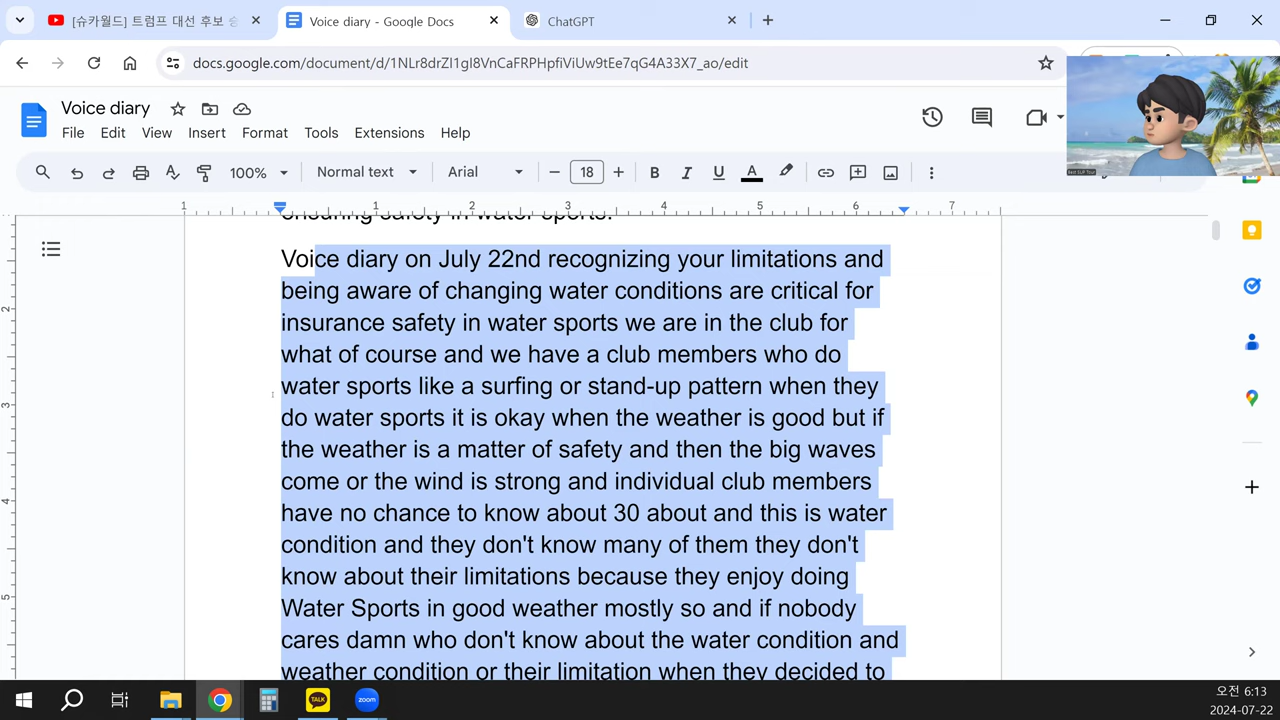 [슈카월드] 트럼프 대선 후보
Voice diary - Google Docs
ChatGPT
docs.google.com/document/d/1NLr8drZI1gt8VnCaFRPHpfiViUw9tEe7qG4A33X7_ao/edit
Voice diary
File Edit View Insert Format Tools Extensions Help
100% Normal text Arial 18 B I U A
1 1 2 3 4 5 6 7
ensuring safety in water sports.
Voice diary on July 22nd recognizing your limitations and
being aware of changing water conditions are critical for
insurance safety in water sports we are in the club for
what of course and we have a club members who do
water sports like a surfing or stand-up pattern when they
do water sports it is okay when the weather is good but if
the weather is a matter of safety and then the big waves
come or the wind is strong and individual club members
have no chance to know about 30 about and this is water
condition and they don't know many of them they don't
know about their limitations because they enjoy doing
Water Sports in good weather mostly so and if nobody
cares damn who don't know about the water condition and
weather condition or their limitation when they decided to
2
3
4
5
TALK
zoom
오전 6:13
2024-07-22